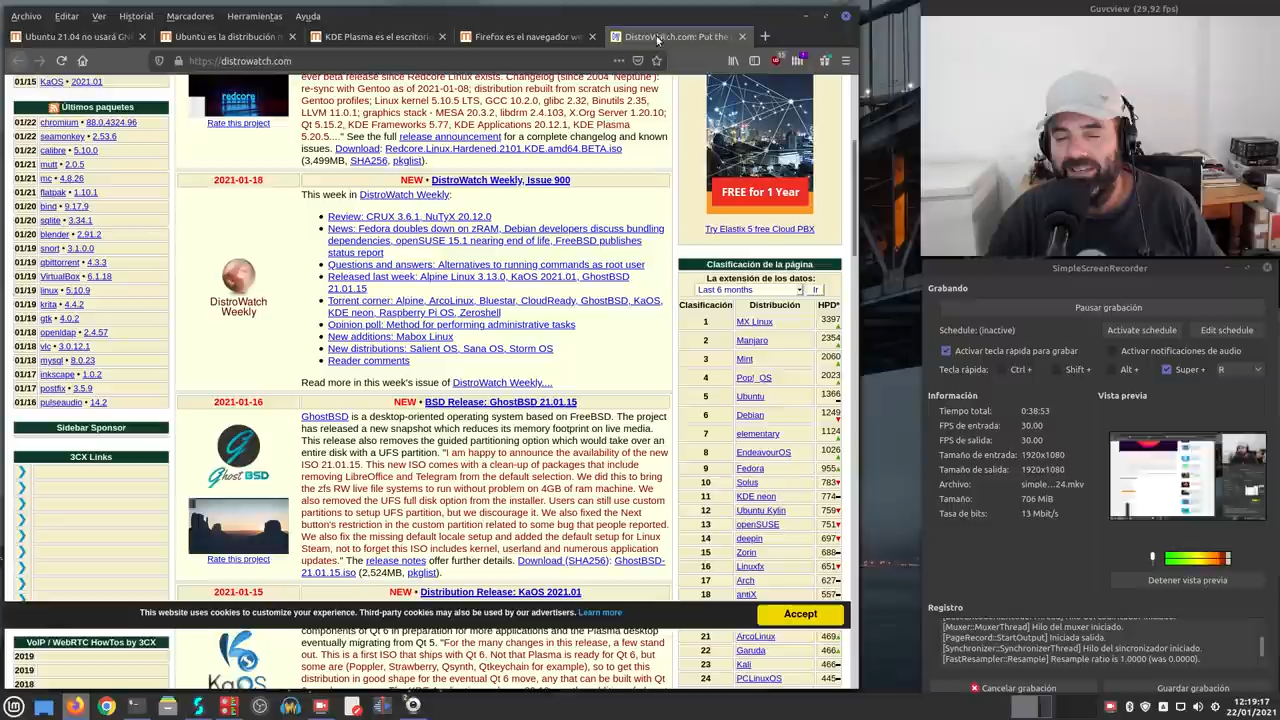 Archivo Editar Ver Historial Marcadores Herramientas Ayuda
Ubuntu 21.04 no usará GN
Ubuntu es la distribución
KDE Plasma es el escritorio
Firefox es el navegador we
DistroWatch.com: Put the
https://distrowatch.com
01/15 KaOS • 2021.01
Últimos paquetes
01/22 chromium • 88.0.4324.96
01/22 seamonkey • 2.53.6
01/22 calibre • 5.10.0
01/21 mutt • 2.0.5
01/21 mc • 4.8.26
01/21 flatpak • 1.10.1
01/20 bind • 9.17.9
01/20 sqlite • 3.34.1
01/20 blender • 2.91.2
01/19 snort • 3.1.0.0
01/19 qbittorrent • 4.3.3
01/19 VirtualBox • 6.1.18
01/19 linux • 5.10.9
01/19 krita • 4.4.2
01/19 gtk • 4.0.2
01/18 openldap • 2.4.57
01/18 vlc • 3.0.12.1
01/18 mysql • 8.0.23
01/17 inkscape • 1.0.2
01/17 postfix • 3.5.9
01/16 pulseaudio • 14.2
Sidebar Sponsor
3CX Links
VoIP / WebRTC HowTos by 3CX
2019
2019
2018
redcore
Rate this project
ever beta release since Redcore Linux exists. Changelog (since 2004 'Neptune'):
re-sync with Gentoo as of 2021-01-08; distribution rebuilt from scratch using new
Gentoo profiles; Linux kernel 5.10.5 LTS, GCC 10.2.0, glibc 2.32, Binutils 2.35,
LLVM 11.0.1; graphics stack - MESA 20.3.2, libdrm 2.4.103, X.Org Server 1.20.10;
Qt 5.15.2, KDE Frameworks 5.77, KDE Applications 20.12.1, KDE Plasma
5.20.5...." See the full release announcement for a complete changelog and known
issues. Download: Redcore.Linux.Hardened.2101.KDE.amd64.BETA.iso
(3,499MB, SHA256, pkglist).
2021-01-18 NEW • DistroWatch Weekly, Issue 900
DistroWatch
Weekly
This week in DistroWatch Weekly:
• Review: CRUX 3.6.1, NuTyX 20.12.0
• News: Fedora doubles down on zRAM, Debian developers discuss bundling
dependencies, openSUSE 15.1 nearing end of life, FreeBSD publishes
status report
• Questions and answers: Alternatives to running commands as root user
• Released last week: Alpine Linux 3.13.0, KaOS 2021.01, GhostBSD
21.01.15
• Torrent corner: Alpine, ArcoLinux, Bluestar, CloudReady, GhostBSD, KaOS,
KDE neon, Raspberry Pi OS, Zeroshell
• Opinion poll: Method for performing administrative tasks
• New additions: Mabox Linux
• New distributions: Salient OS, Sana OS, Storm OS
• Reader comments
Read more in this week's issue of DistroWatch Weekly....
2021-01-16 NEW • BSD Release: GhostBSD 21.01.15
Ghost BSD
Rate this project
GhostBSD is a desktop-oriented operating system based on FreeBSD. The project
has released a new snapshot which reduces its memory footprint on live media.
This release also removes the guided partitioning option which would take over an
entire disk with a UFS partition. "I am happy to announce the availability of the new
ISO 21.01.15. This new ISO comes with a clean-up of packages that include
removing LibreOffice and Telegram from the default selection. We did this to bring
the zfs RW live file systems to run without problem on 4GB of ram machine. We
also removed the UFS full disk option from the installer. Users can still use custom
partitions to setup UFS partition, but we discourage it. We also fixed the Next
button's restriction in the custom partition related to some bug that people reported.
We also fix the missing default locale setup and added the default setup for Linux
Steam, not to forget this ISO includes kernel, userland and numerous application
updates." The release notes offer further details. Download (SHA256): GhostBSD-
21.01.15.iso (2,524MB, pkglist).
2021-01-15 NEW • Distribution Release: KaOS 2021.01
This website uses cookies to customize your experience. Third-party cookies may also be used by our advertisers. Learn more
Accept
KaOS
components of Qt 6 in preparation for more applications and the Plasma desktop
eventually migrating from Qt 5. "For the many changes in this release, a few stand
out. This is a first ISO that ships with Qt 6. Not that Plasma is ready for Qt 6, but
some are (Poppler, Strawberry, Qsynth, Qtkeychain for example), so to get this
distribution in good shape for the eventual Qt 6 move, any that can be built with Qt
FREE for 1 Year
Try Elastix 5 free Cloud PBX
Clasificación de la página
La extensión de los datos:
Last 6 months Ir
Clasificación Distribución HPD*
1 MX Linux 3397
2 Manjaro 2354
3 Mint 2060
4 Pop!_OS 2023
5 Ubuntu 1366
6 Debian 1249
7 elementary 1124
8 EndeavourOS 1026
9 Fedora 955
10 Solus 783
11 KDE neon 774
12 Ubuntu Kylin 759
13 openSUSE 751
14 deepin 697
15 Zorin 688
16 Linuxfx 651
17 Arch 627
18 antiX 557
21 ArcoLinux 469
22 Garuda 466
23 Kali 466
24 PCLinuxOS 445
Guvcview (29,92 fps)
SimpleScreenRecorder
Grabando
Pausar grabación
Schedule: (inactive) Activate schedule Edit schedule
Activar tecla rápida para grabar Activar notificaciones de audio
Tecla rápida: Ctrl + Shift + Alt + Super + R
Información
Tiempo total: 0:38:53
FPS de entrada: 30.00
FPS de salida: 30.00
Tamaño de entrada: 1920x1080
Tamaño de salida: 1920x1080
Archivo: simple...24.mkv
Tamaño: 706 MiB
Tasa de bits: 13 Mbit/s
Vista previa
Detener vista previa
Registro
[Muxer::MuxerThread] Hilo del muxer iniciado.
[PageRecord::StartOutput] Iniciada salida.
[Synchronizer::SynchronizerThread] Hilo del sincronizador iniciado.
[FastResampler::Resample] Resample ratio is 1.0000 (was 0.0000).
Cancelar grabación Guardar grabación
12:19:17
22/01/2021